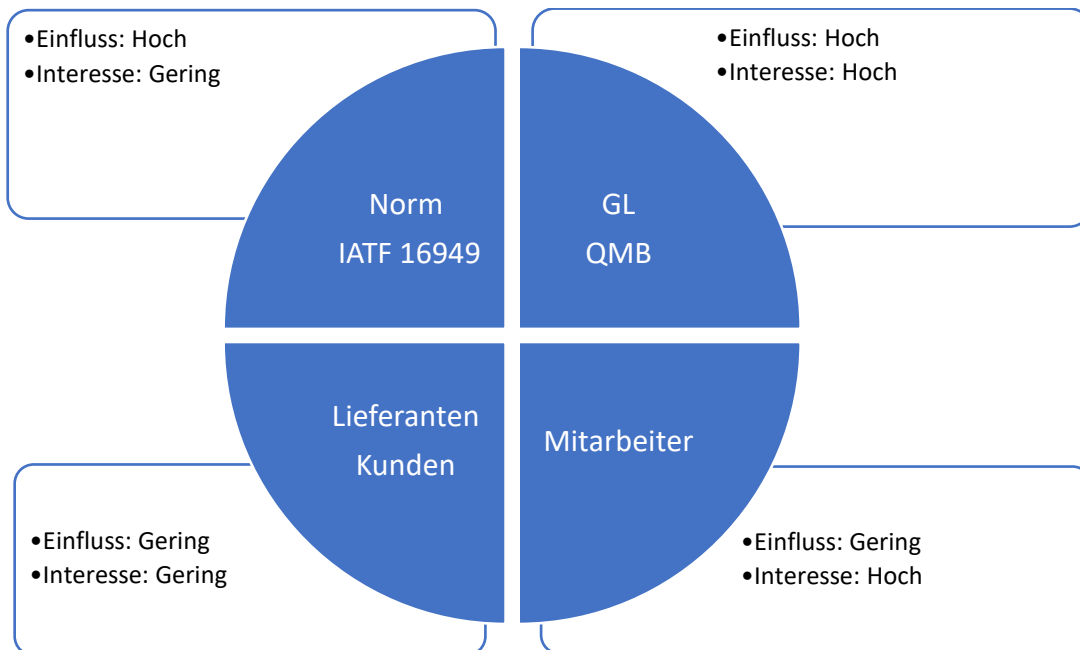 •Einfluss: Hoch
•Interesse: Gering
•Einfluss: Hoch
•Interesse: Hoch
Norm
IATF 16949
GL
QMB
Lieferanten
Kunden
Mitarbeiter
•Einfluss: Gering
•Interesse: Gering
•Einfluss: Gering
•Interesse: Hoch